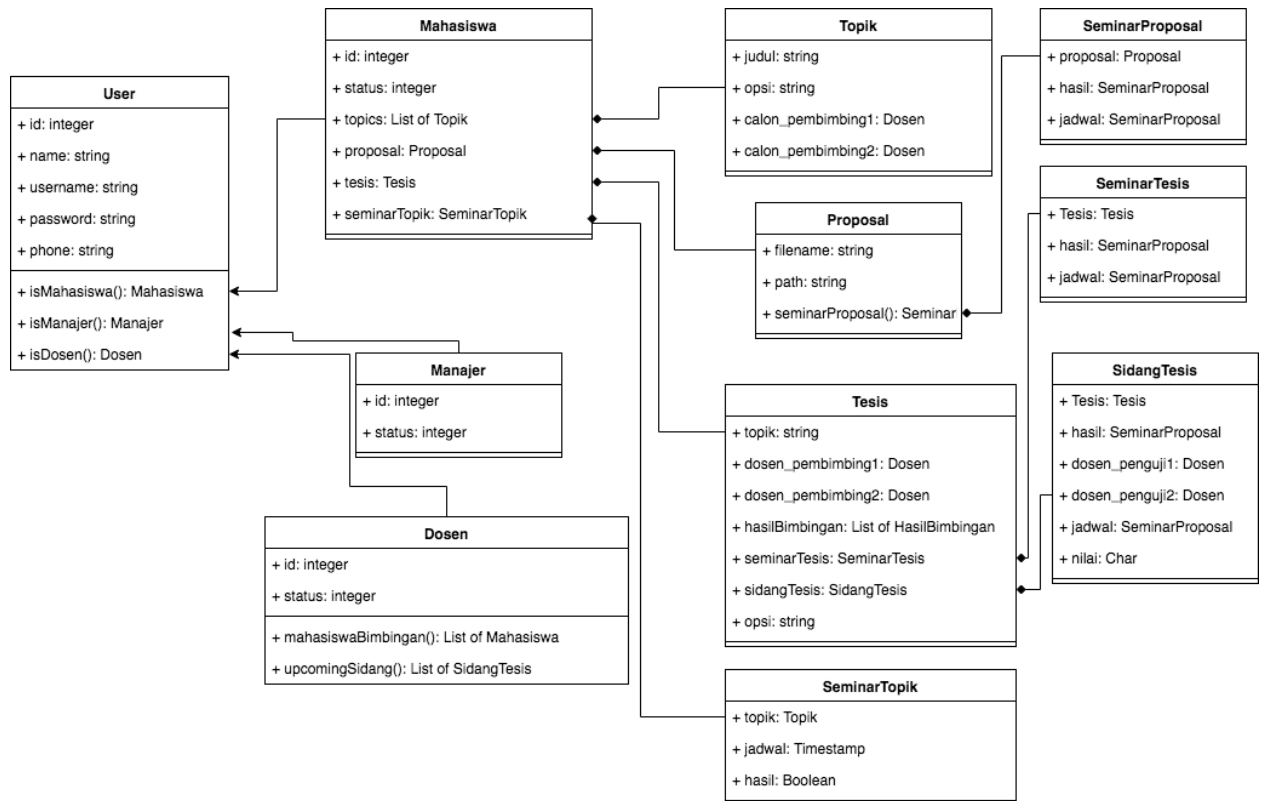 User
+ id: integer
+ name: string
+ username: string
+ password: string
+ phone: string
+ isMahasiswa(): Mahasiswa
+ isManajer(): Manajer
+ isDosen(): Dosen
Mahasiswa
+ id: integer
+ status: integer
+ topics: List of Topik
+ proposal: Proposal
+ tesis: Tesis
+ seminarTopik: SeminarTopik
Manajer
+ id: integer
+ status: integer
Dosen
+ id: integer
+ status: integer
+ mahasiswaBimbingan(): List of Mahasiswa
+ upcomingSidang(): List of SidangTesis
Topik
+ judul: string
+ opsi: string
+ calon_pembimbing1: Dosen
+ calon_pembimbing2: Dosen
Proposal
+ filename: string
+ path: string
+ seminarProposal(): Seminar
Tesis
+ topik: string
+ dosen_pembimbing1: Dosen
+ dosen_pembimbing2: Dosen
+ hasilBimbingan: List of HasilBimbingan
+ seminarTesis: SeminarTesis
+ sidangTesis: SidangTesis
+ opsi: string
SeminarTopik
+ topik: Topik
+ jadwal: Timestamp
+ hasil: Boolean
SeminarProposal
+ proposal: Proposal
+ hasil: SeminarProposal
+ jadwal: SeminarProposal
SeminarTesis
+ Tesis: Tesis
+ hasil: SeminarProposal
+ jadwal: SeminarProposal
SidangTesis
+ Tesis: Tesis
+ hasil: SeminarProposal
+ dosen_penguji1: Dosen
+ dosen_penguji2: Dosen
+ jadwal: SeminarProposal
+ nilai: Char